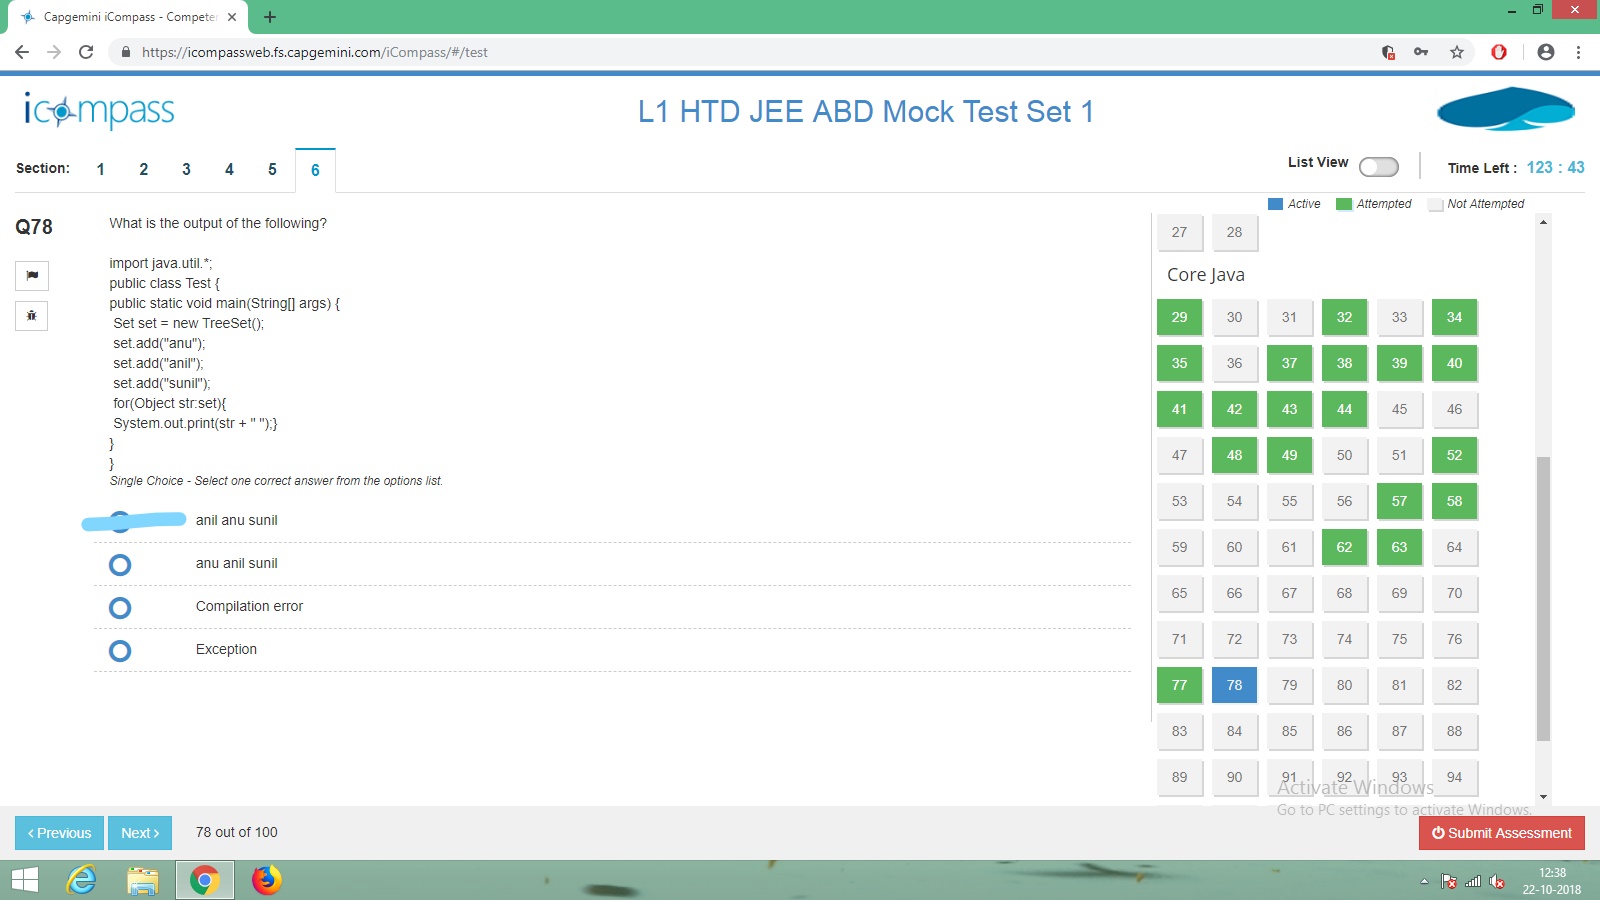 Capgemini iCompass - Compete
https://icompassweb.fs.capgemini.com/iCompass/#/test
icompass
L1 HTD JEE ABD Mock Test Set 1
Section: 1 2 3 4 5 6
List View
Time Left : 123 : 43
Active Attempted Not Attempted
Q78
What is the output of the following?
import java.util.*;
public class Test {
public static void main(String[] args) {
Set set = new TreeSet();
set.add("anu");
set.add("anil");
set.add("sunil");
for(Object str:set){
System.out.print(str + " ");}
}
}
Single Choice - Select one correct answer from the options list.
anil anu sunil
anu anil sunil
Compilation error
Exception
27 28
Core Java
29 30 31 32 33 34
35 36 37 38 39 40
41 42 43 44 45 46
47 48 49 50 51 52
53 54 55 56 57 58
59 60 61 62 63 64
65 66 67 68 69 70
71 72 73 74 75 76
77 78 79 80 81 82
83 84 85 86 87 88
89 90 91 92 93 94
Activate Windows
Go to PC settings to activate Windows.
‹ Previous Next › 78 out of 100
Submit Assessment
12:38
22-10-2018